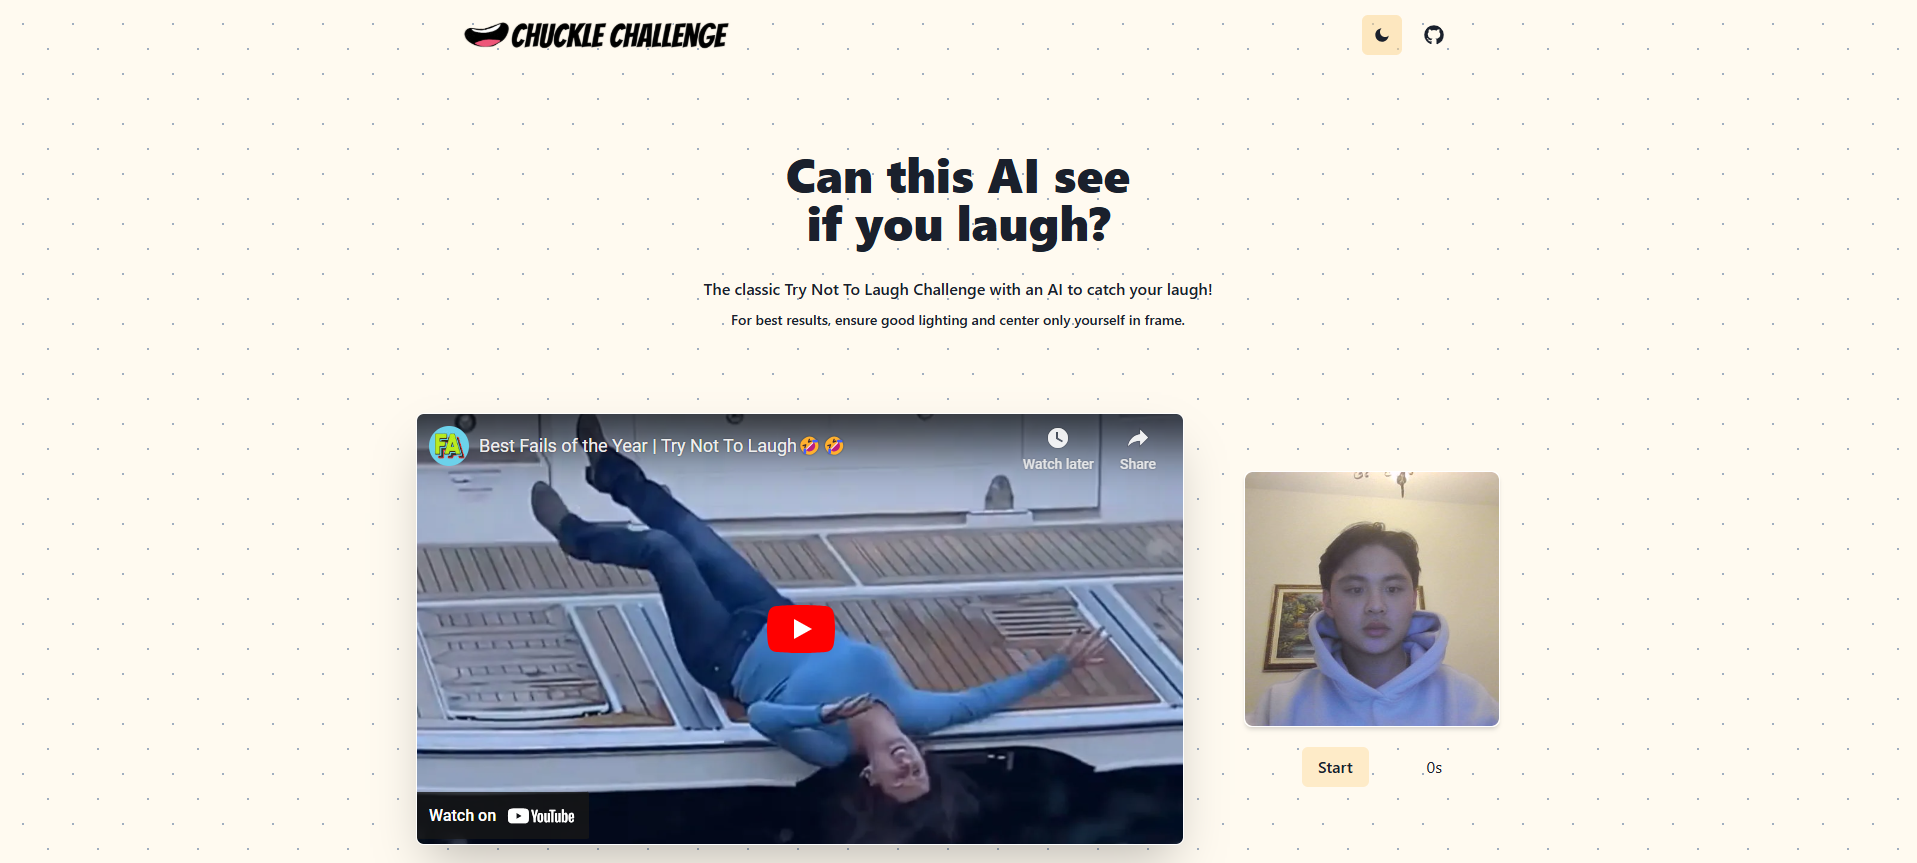 CHUCKLE CHALLENGE
Can this AI see
if you laugh?
The classic Try Not To Laugh Challenge with an AI to catch your laugh!
For best results, ensure good lighting and center only yourself in frame.
FA
Best Fails of the Year | Try Not To Laugh🤣 🤣
Watch later
Share
Watch on YouTube
Start
0s